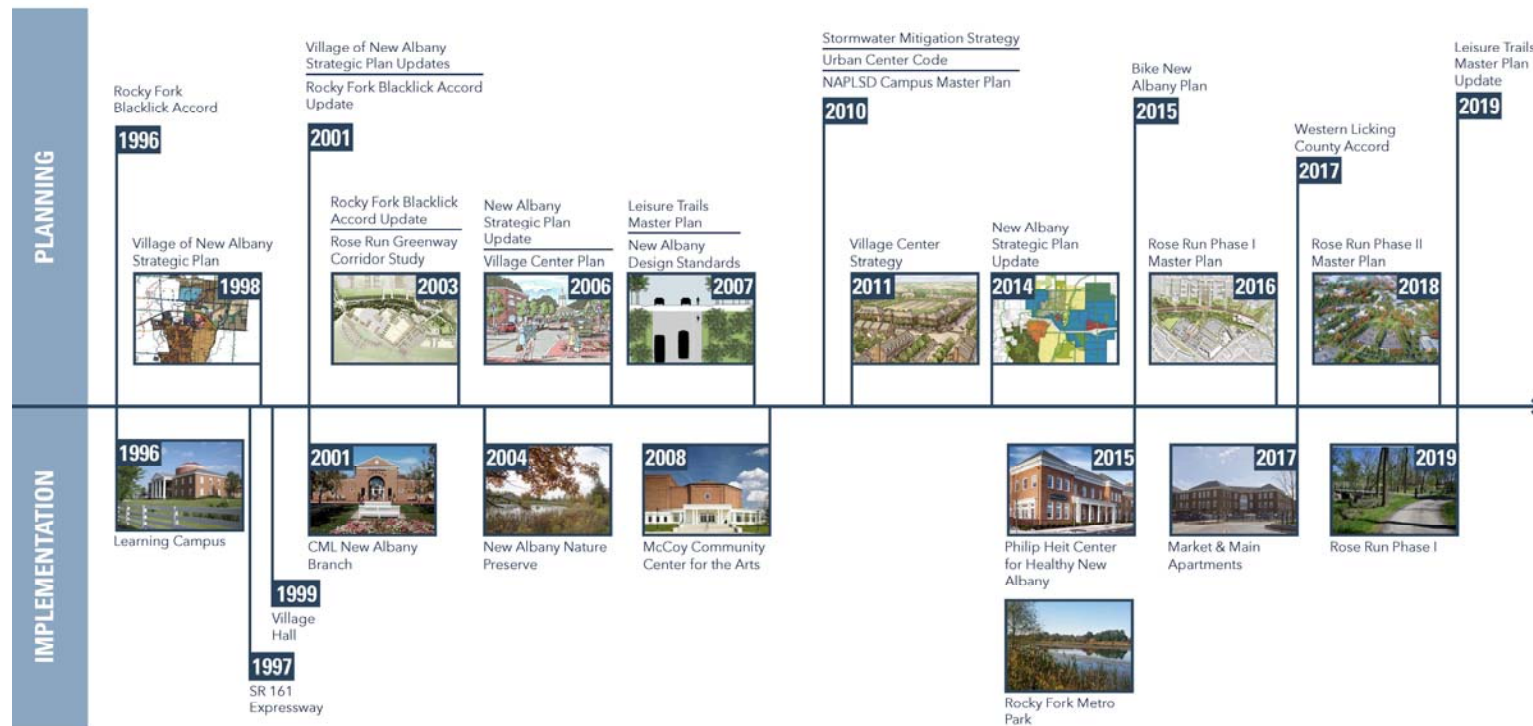 PLANNING
Rocky Fork
Blacklick Accord
1996
Village of New Albany
Strategic Plan
1998
Village of New Albany
Strategic Plan Updates
Rocky Fork Blacklick Accord
Update
2001
Rocky Fork Blacklick
Accord Update
Rose Run Greenway
Corridor Study
2003
New Albany
Strategic Plan
Update
Village Center Plan
2006
Leisure Trails
Master Plan
New Albany
Design Standards
2007
Stormwater Mitigation Strategy
Urban Center Code
NAPLSD Campus Master Plan
2010
Village Center
Strategy
2011
New Albany
Strategic Plan
Update
2014
Bike New
Albany Plan
2015
Rose Run Phase I
Master Plan
2016
Western Licking
County Accord
2017
Rose Run Phase II
Master Plan
2018
Leisure Trails
Master Plan
Update
2019
IMPLEMENTATION
1996
Learning Campus
1997
SR 161
Expressway
1999
Village
Hall
2001
CML New Albany
Branch
2004
New Albany Nature
Preserve
2008
McCoy Community
Center for the Arts
2015
Philip Heit Center
for Healthy New
Albany
Rocky Fork Metro
Park
2017
Market & Main
Apartments
2019
Rose Run Phase I